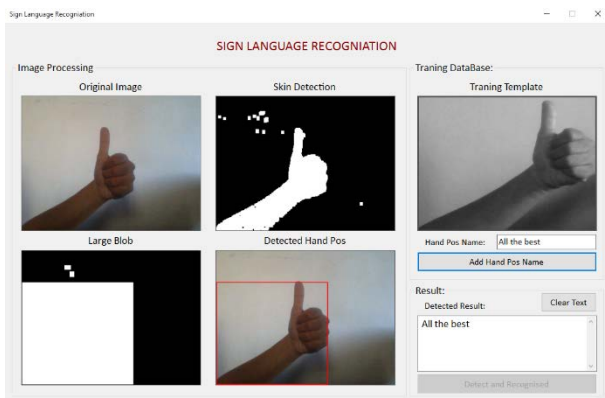 Sign Language Recogniation
SIGN LANGUAGE RECOGNIATION
Image Processing
Original Image
Skin Detection
Large Blob
Detected Hand Pos
Traning DataBase:
Traning Template
Hand Pos Name: All the best
Add Hand Pos Name
Result:
Detected Result:
Clear Text
All the best
Detect and Recognised